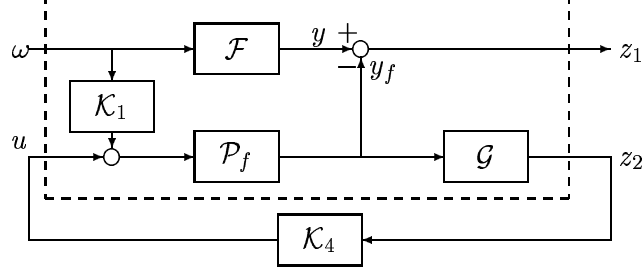 ω F y + z₁
− y_f
K₁
u P_f G z₂
K₄